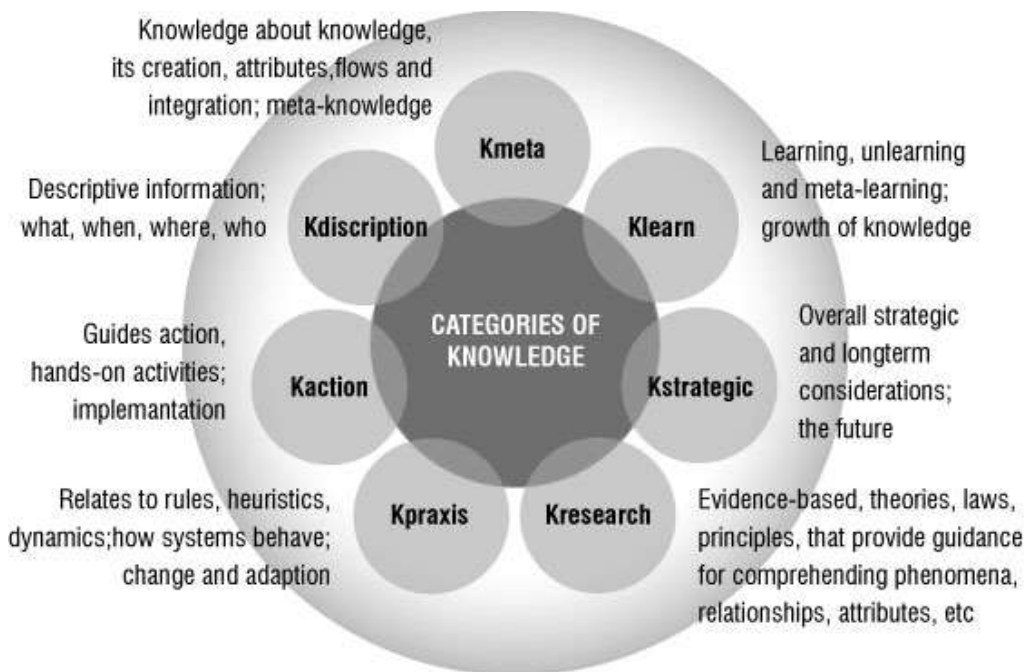 Knowledge about knowledge,
its creation, attributes,flows and
integration; meta-knowledge
Kmeta
Learning, unlearning
and meta-learning;
growth of knowledge
Klearn
Descriptive information;
what, when, where, who
Kdiscription
CATEGORIES OF
KNOWLEDGE
Guides action,
hands-on activities;
implemantation
Kaction
Kstrategic
Overall strategic
and longterm
considerations;
the future
Relates to rules, heuristics,
dynamics;how systems behave;
change and adaption
Kpraxis
Kresearch
Evidence-based, theories, laws,
principles, that provide guidance
for comprehending phenomena,
relationships, attributes, etc